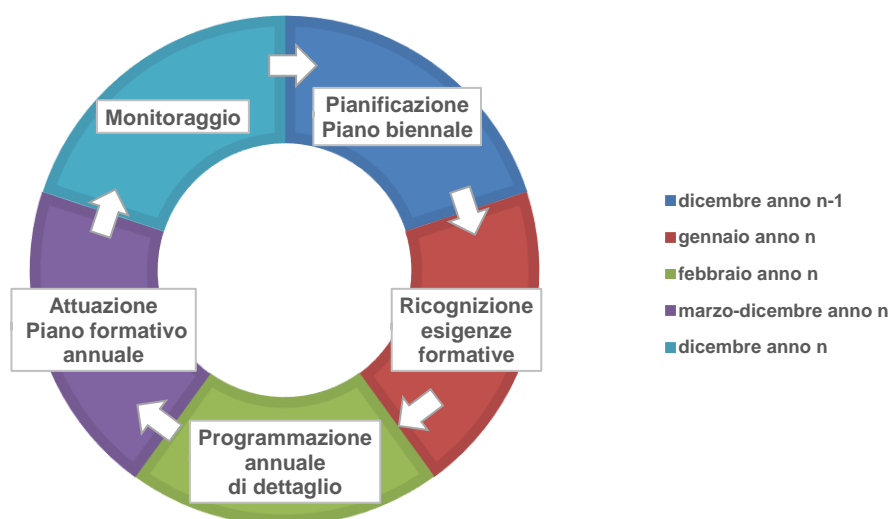 Pianificazione
Piano biennale
Ricognizione
esigenze
formative
Programmazione
annuale
di dettaglio
Attuazione
Piano formativo
annuale
Monitoraggio
dicembre anno n-1
gennaio anno n
febbraio anno n
marzo-dicembre anno n
dicembre anno n